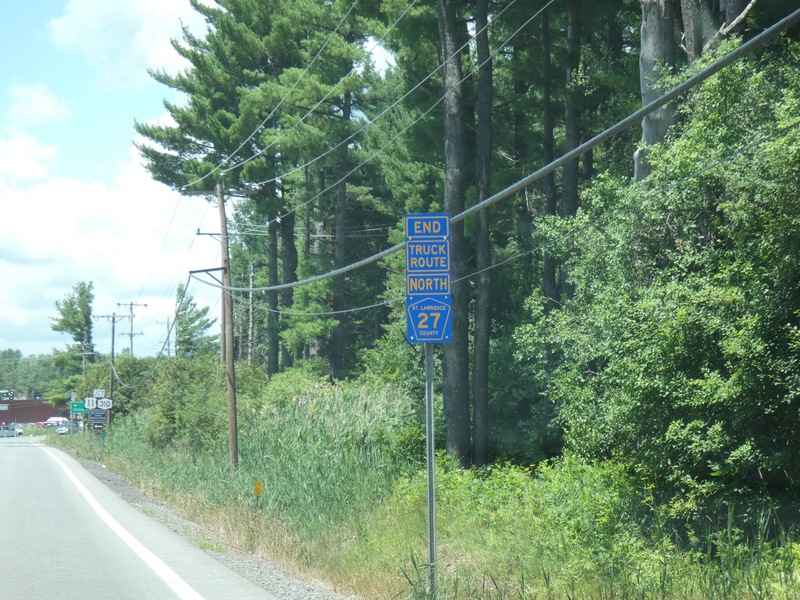 END
TRUCK
ROUTE
NORTH
ST. LAWRENCE
27
COUNTY
11
310